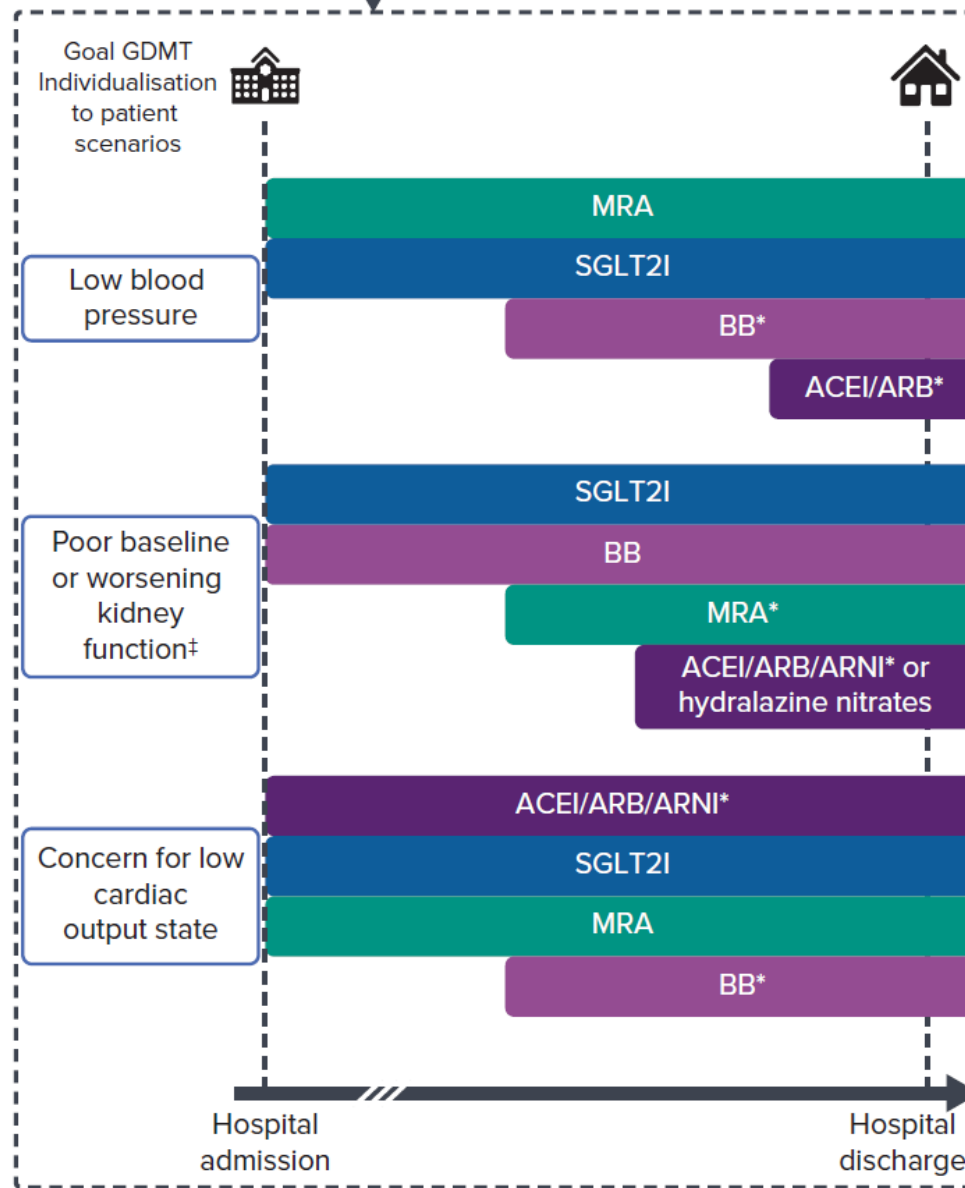 Goal GDMT
Individualisation
to patient
scenarios
MRA
SGLT2I
Low blood
pressure
BB*
ACEI/ARB*
SGLT2I
BB
Poor baseline
or worsening
kidney
function‡
MRA*
ACEI/ARB/ARNI* or
hydralazine nitrates
ACEI/ARB/ARNI*
SGLT2I
Concern for low
cardiac
output state
MRA
BB*
Hospital
admission
Hospital
discharge